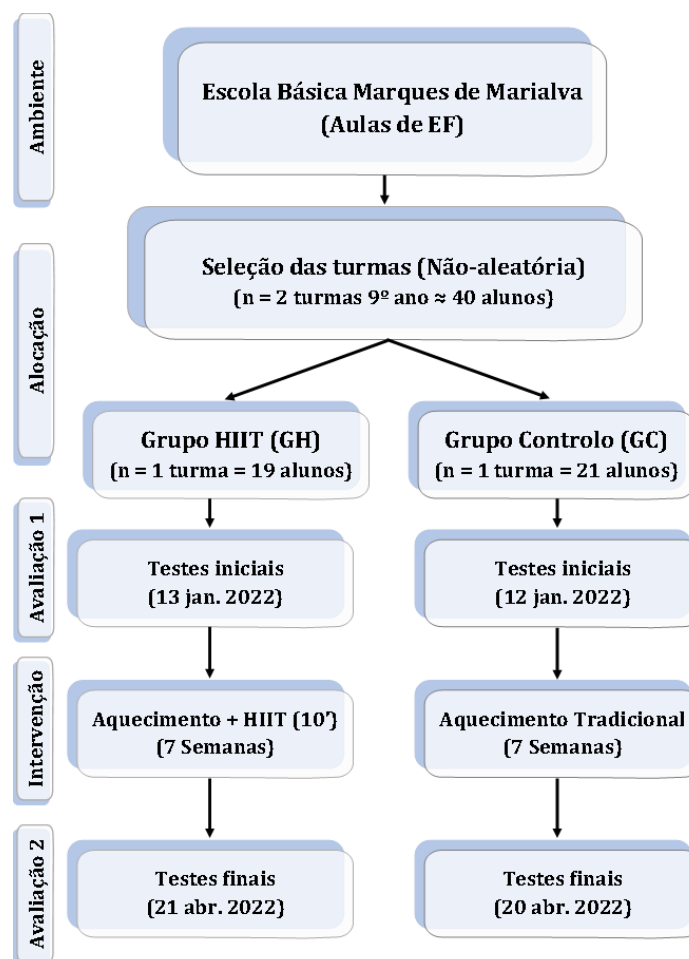 Ambiente
Escola Básica Marques de Marialva
(Aulas de EF)
Alocação
Seleção das turmas (Não-aleatória)
(n = 2 turmas 9º ano ≈ 40 alunos)
Grupo HIIT (GH)
(n = 1 turma = 19 alunos)
Grupo Controlo (GC)
(n = 1 turma = 21 alunos)
Avaliação 1
Testes iniciais
(13 jan. 2022)
Testes iniciais
(12 jan. 2022)
Intervenção
Aquecimento + HIIT (10’)
(7 Semanas)
Aquecimento Tradicional
(7 Semanas)
Avaliação 2
Testes finais
(21 abr. 2022)
Testes finais
(20 abr. 2022)